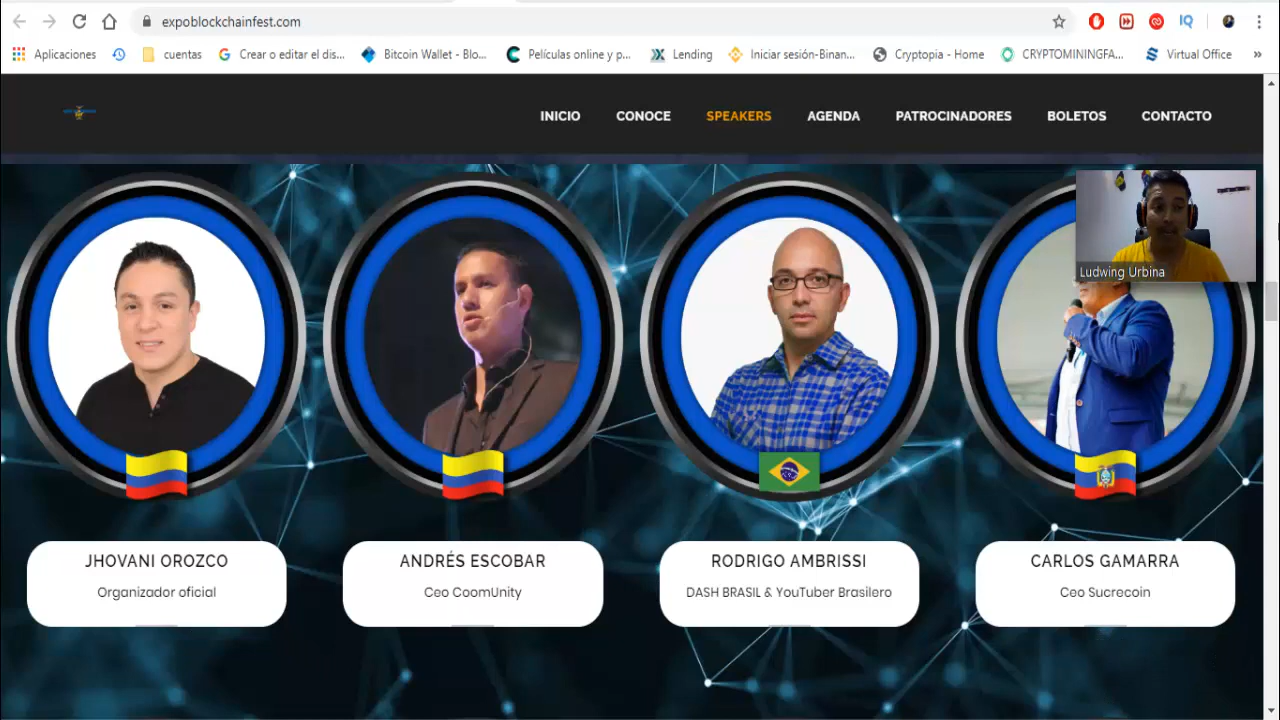 expoblockchainfest.com
Aplicaciones
cuentas
Crear o editar el dis...
Bitcoin Wallet - Blo...
Películas online y p...
Lending
Iniciar sesión-Binan...
Cryptopia - Home
CRYPTOMININGFA...
Virtual Office
»
INICIO
CONOCE
SPEAKERS
AGENDA
PATROCINADORES
BOLETOS
CONTACTO
Ludwing Urbina
JHOVANI OROZCO
Organizador oficial
ANDRÉS ESCOBAR
Ceo CoomUnity
RODRIGO AMBRISSI
DASH BRASIL & YouTuber Brasilero
CARLOS GAMARRA
Ceo Sucrecoin